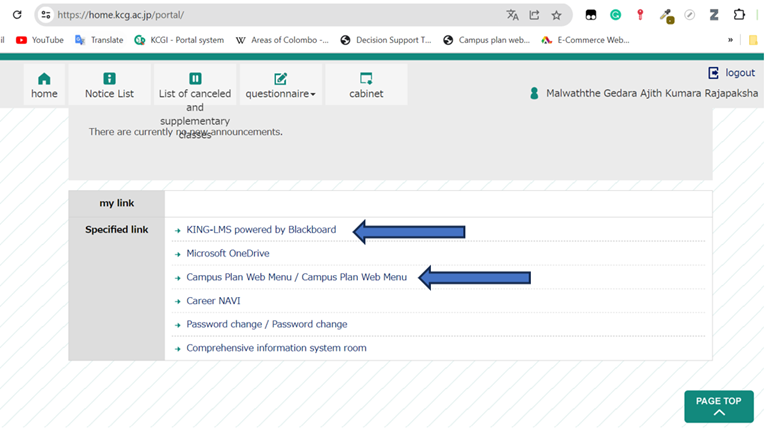 https://home.kcg.ac.jp/portal/
YouTube
Translate
KCGI - Portal system
Areas of Colombo -...
Decision Support T...
Campus plan web...
E-Commerce Web...
»
logout
home
Notice List
List of canceled
and
supplementary
classes
questionnaire
cabinet
Malwaththe Gedara Ajith Kumara Rajapaksha
There are currently no new announcements.
my link
Specified link
KING-LMS powered by Blackboard
Microsoft OneDrive
Campus Plan Web Menu / Campus Plan Web Menu
Career NAVI
Password change / Password change
Comprehensive information system room
PAGE TOP